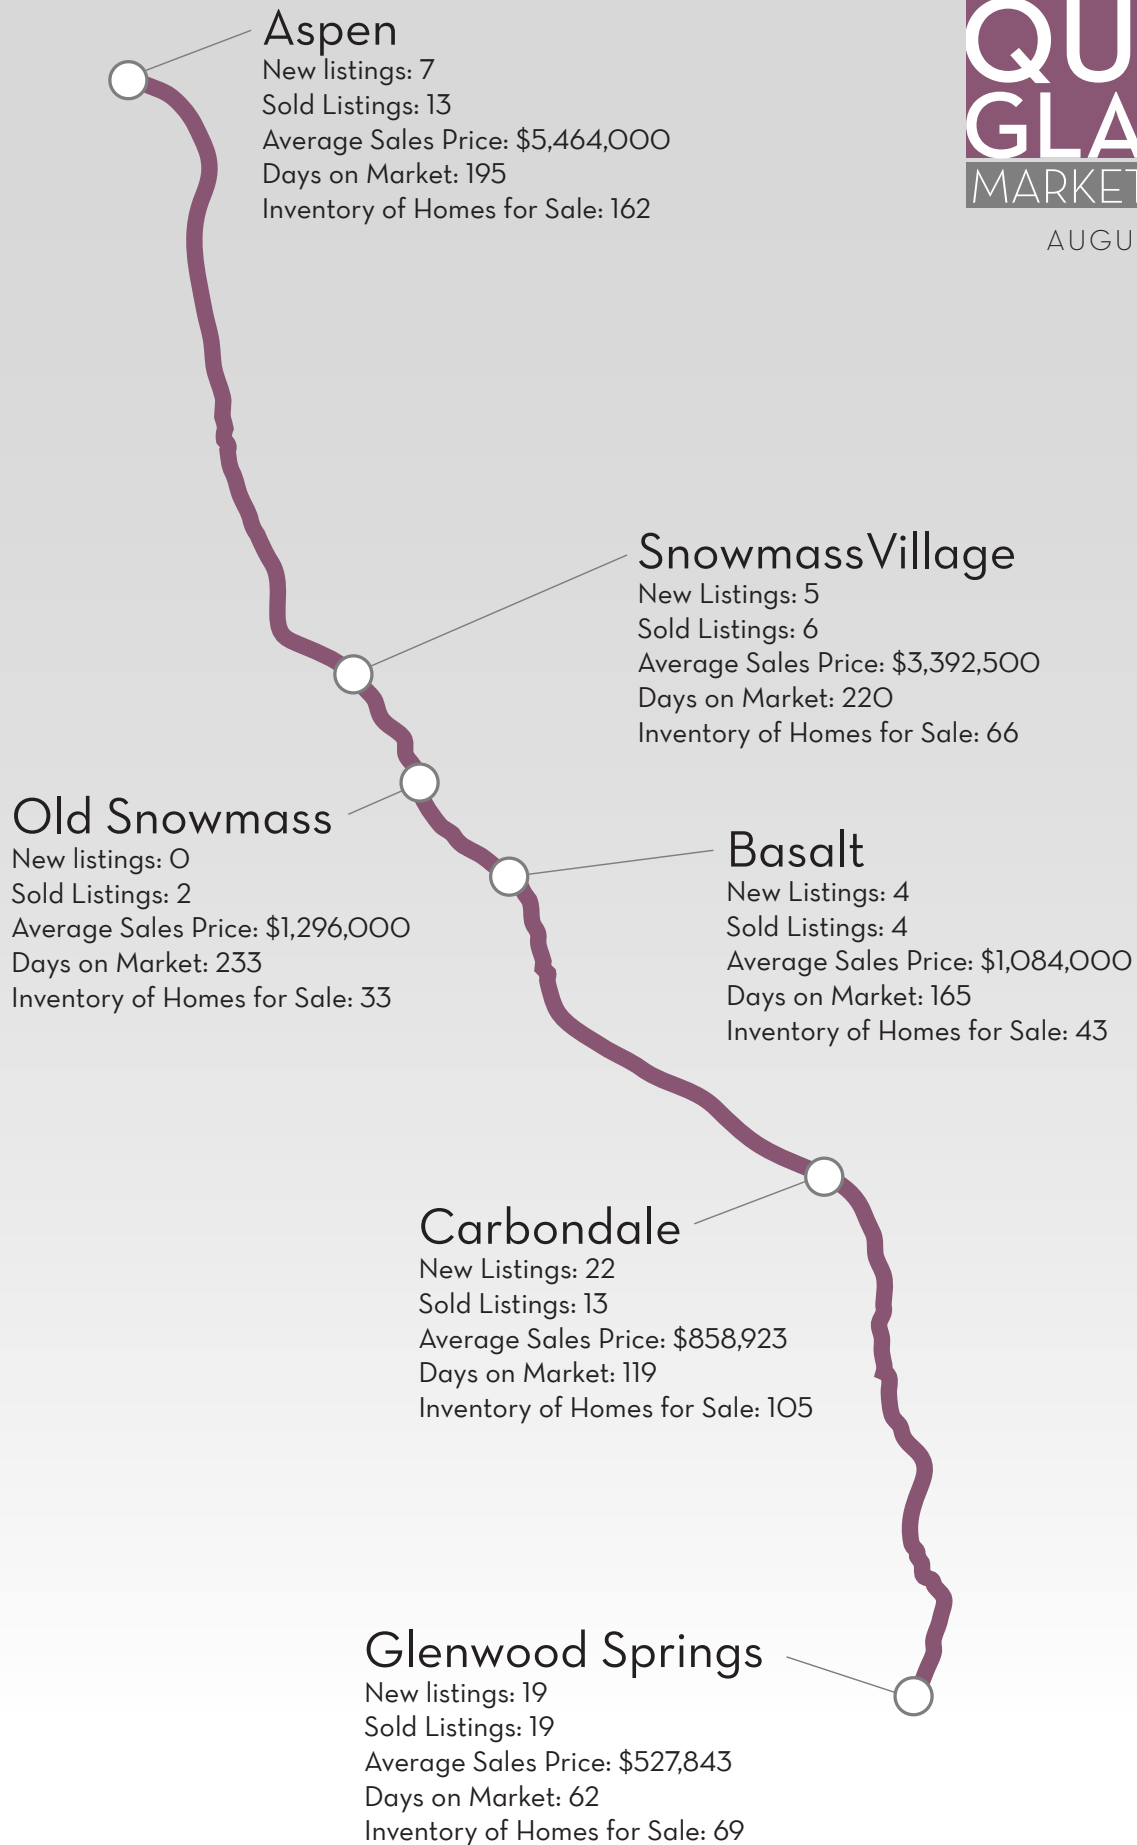 Aspen
New listings: 7
Sold Listings: 13
Average Sales Price: $5,464,000
Days on Market: 195
Inventory of Homes for Sale: 162
QU
GLA
MARKET
AUGU
Snowmass Village
New Listings: 5
Sold Listings: 6
Average Sales Price: $3,392,500
Days on Market: 220
Inventory of Homes for Sale: 66
Old Snowmass
New listings: 0
Sold Listings: 2
Average Sales Price: $1,296,000
Days on Market: 233
Inventory of Homes for Sale: 33
Basalt
New Listings: 4
Sold Listings: 4
Average Sales Price: $1,084,000
Days on Market: 165
Inventory of Homes for Sale: 43
Carbondale
New Listings: 22
Sold Listings: 13
Average Sales Price: $858,923
Days on Market: 119
Inventory of Homes for Sale: 105
Glenwood Springs
New listings: 19
Sold Listings: 19
Average Sales Price: $527,843
Days on Market: 62
Inventory of Homes for Sale: 69